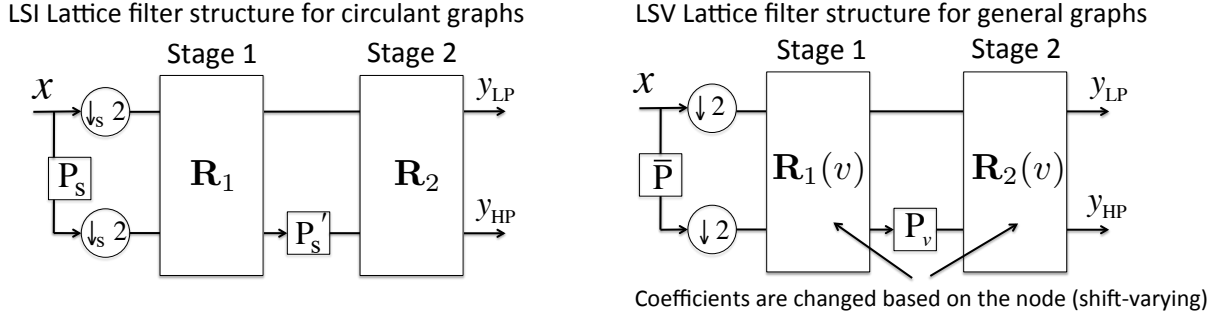 LSI Lattice filter structure for circulant graphs
Stage 1 Stage 2
x
↓s 2
Ps
↓s 2
R1
Ps′
R2
yLP
yHP
LSV Lattice filter structure for general graphs
Stage 1 Stage 2
x
↓ 2
P̅
↓ 2
R1(v)
Pv
R2(v)
yLP
yHP
Coefficients are changed based on the node (shift-varying)